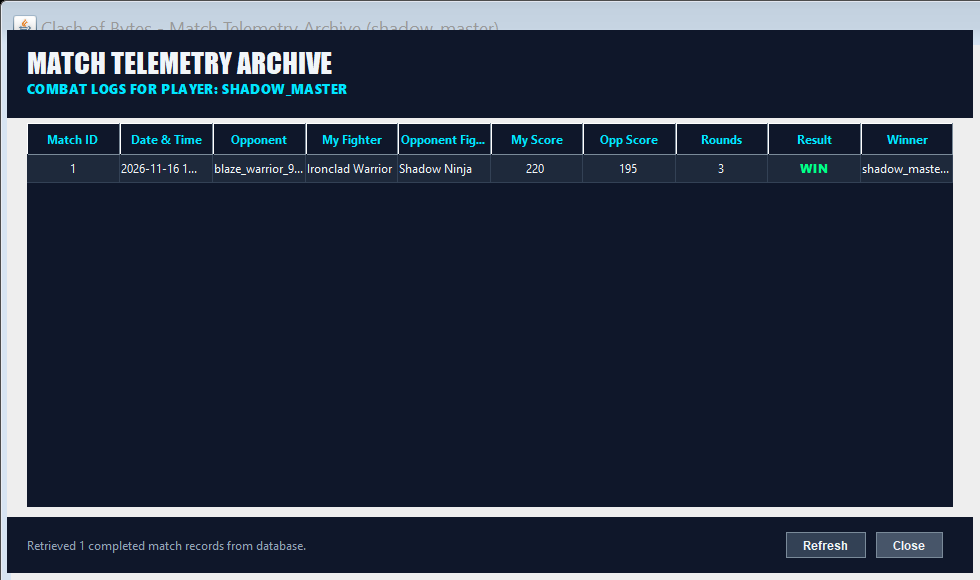 Clash of Bytes - Match Telemetry Archive (shadow_master)
MATCH TELEMETRY ARCHIVE
COMBAT LOGS FOR PLAYER: SHADOW_MASTER
Match ID Date & Time Opponent My Fighter Opponent Fig... My Score Opp Score Rounds Result Winner
1 2026-11-16 1... blaze_warrior_9... Ironclad Warrior Shadow Ninja 220 195 3 WIN shadow_maste...
Retrieved 1 completed match records from database. Refresh Close